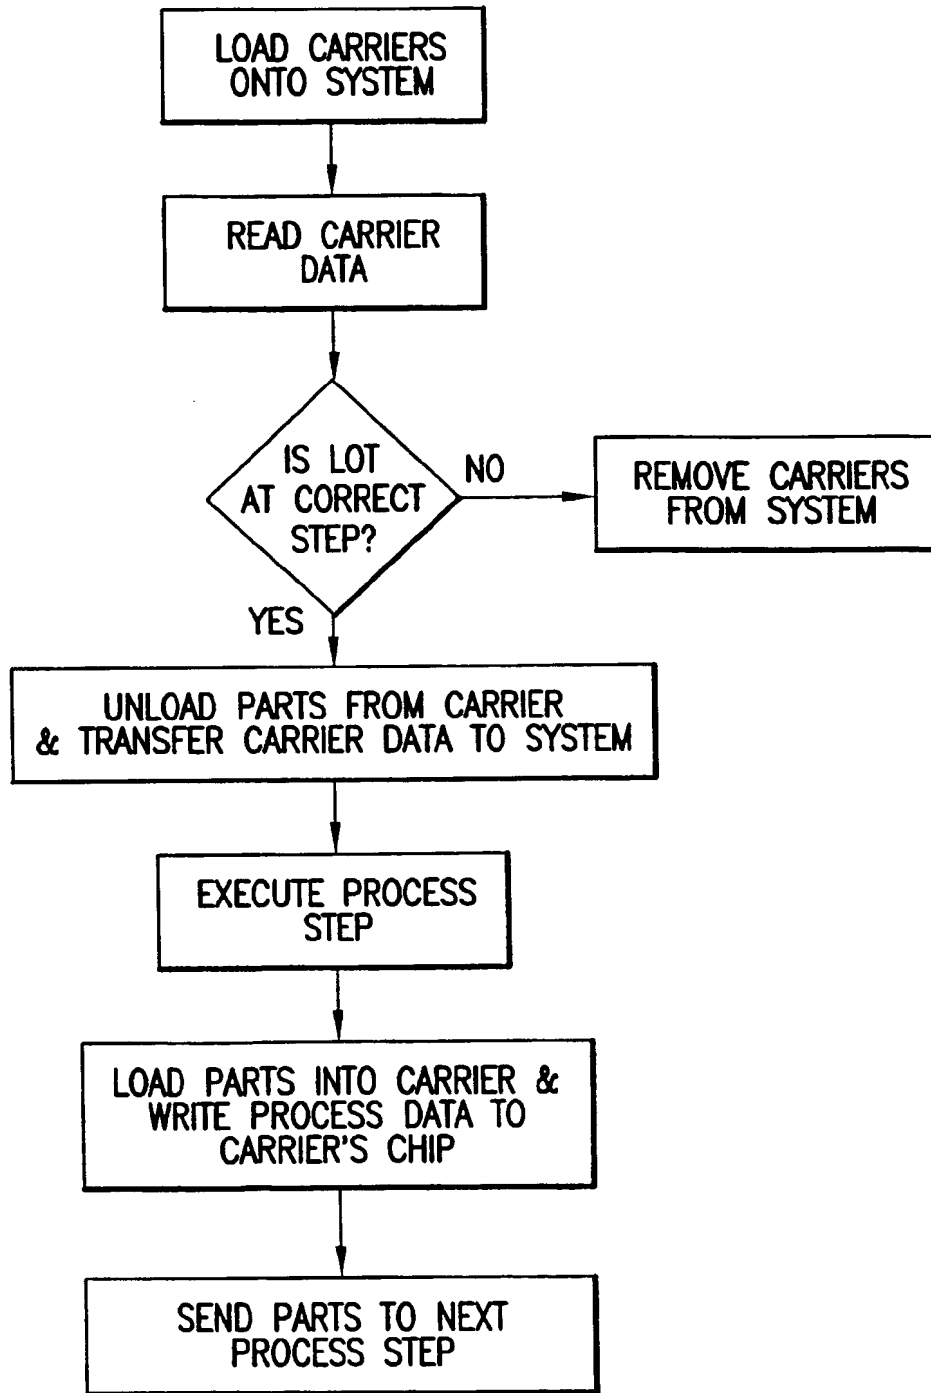 LOAD CARRIERS
ONTO SYSTEM
READ CARRIER
DATA
IS LOT
AT CORRECT
STEP?
NO
REMOVE CARRIERS
FROM SYSTEM
YES
UNLOAD PARTS FROM CARRIER
& TRANSFER CARRIER DATA TO SYSTEM
EXECUTE PROCESS
STEP
LOAD PARTS INTO CARRIER &
WRITE PROCESS DATA TO
CARRIER'S CHIP
SEND PARTS TO NEXT
PROCESS STEP